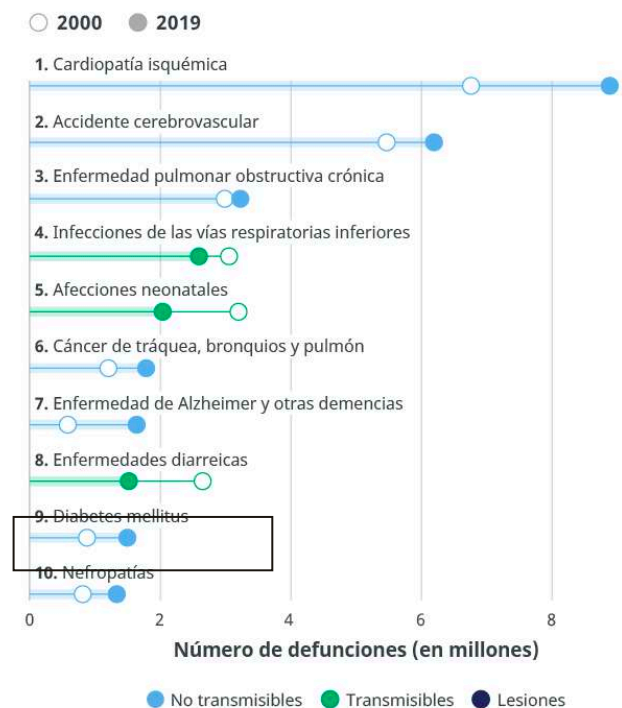 2000 2019
1. Cardiopatía isquémica
2. Accidente cerebrovascular
3. Enfermedad pulmonar obstructiva crónica
4. Infecciones de las vías respiratorias inferiores
5. Afecciones neonatales
6. Cáncer de tráquea, bronquios y pulmón
7. Enfermedad de Alzheimer y otras demencias
8. Enfermedades diarreicas
9. Diabetes mellitus
10. Nefropatías
0 2 4 6 8
Número de defunciones (en millones)
No transmisibles Transmisibles Lesiones